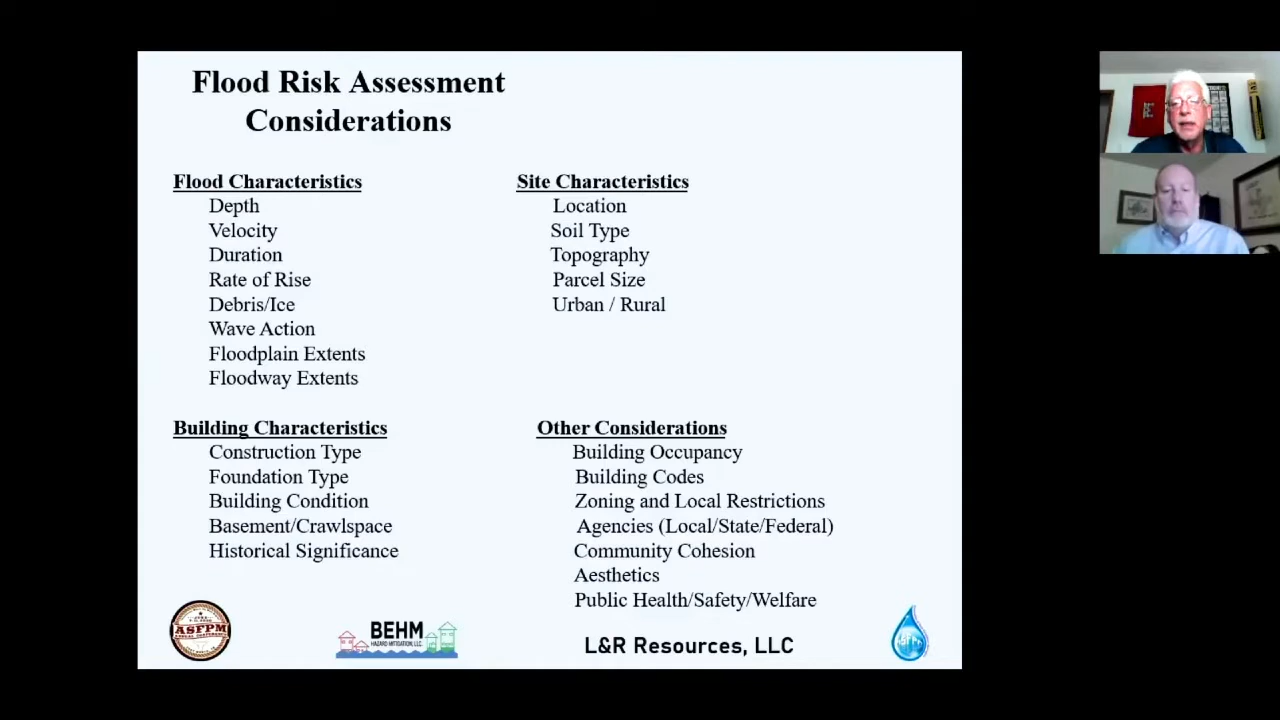 Flood Risk Assessment
Considerations
Flood Characteristics
Depth
Velocity
Duration
Rate of Rise
Debris/Ice
Wave Action
Floodplain Extents
Floodway Extents
Site Characteristics
Location
Soil Type
Topography
Parcel Size
Urban / Rural
Building Characteristics
Construction Type
Foundation Type
Building Condition
Basement/Crawlspace
Historical Significance
Other Considerations
Building Occupancy
Building Codes
Zoning and Local Restrictions
Agencies (Local/State/Federal)
Community Cohesion
Aesthetics
Public Health/Safety/Welfare
ASFPM
BEHM
HAZARD MITIGATION, LLC.
L&R Resources, LLC